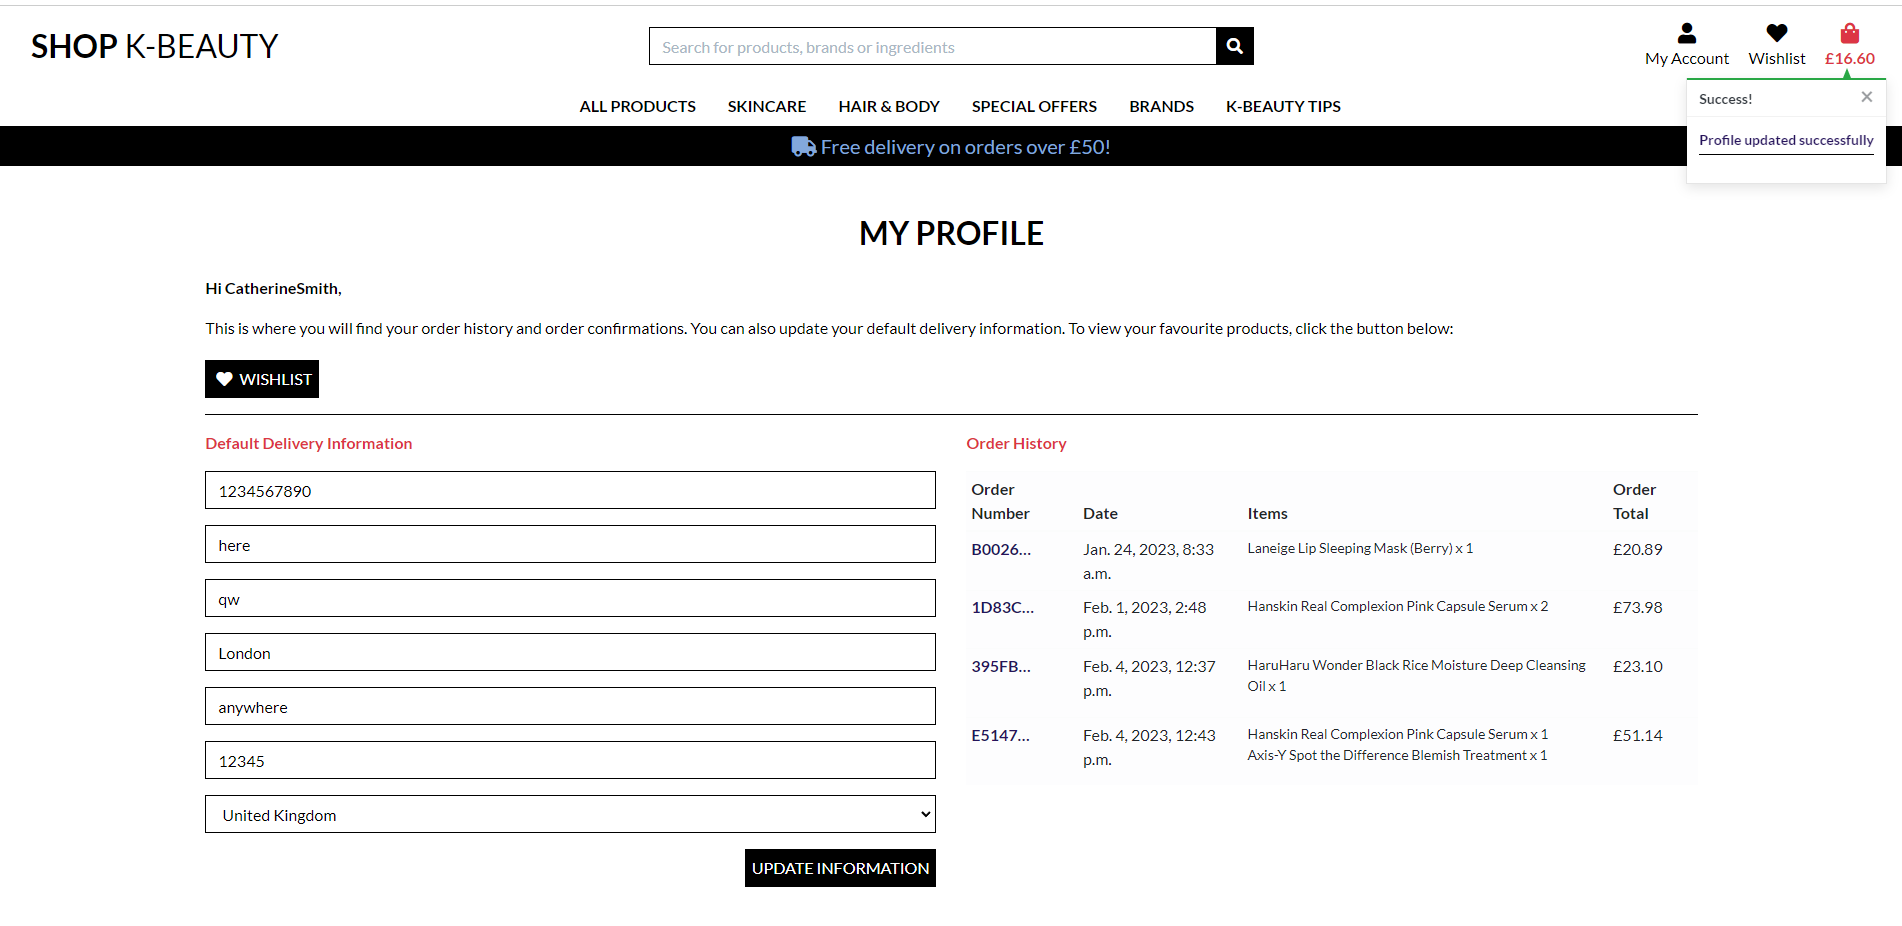 SHOP K-BEAUTY
Search for products, brands or ingredients
My Account
Wishlist
£16.60
ALL PRODUCTS
SKINCARE
HAIR & BODY
SPECIAL OFFERS
BRANDS
K-BEAUTY TIPS
Success!
×
Profile updated successfully
Free delivery on orders over £50!
MY PROFILE
Hi CatherineSmith,
This is where you will find your order history and order confirmations. You can also update your default delivery information. To view your favourite products, click the button below:
WISHLIST
Default Delivery Information
1234567890
here
qw
London
anywhere
12345
United Kingdom
UPDATE INFORMATION
Order History
Order Number
Date
Items
Order Total
B0026...
Jan. 24, 2023, 8:33
a.m.
Laneige Lip Sleeping Mask (Berry) x 1
£20.89
1D83C...
Feb. 1, 2023, 2:48
p.m.
Hanskin Real Complexion Pink Capsule Serum x 2
£73.98
395FB...
Feb. 4, 2023, 12:37
p.m.
HaruHaru Wonder Black Rice Moisture Deep Cleansing
Oil x 1
£23.10
E5147...
Feb. 4, 2023, 12:43
p.m.
Hanskin Real Complexion Pink Capsule Serum x 1
Axis-Y Spot the Difference Blemish Treatment x 1
£51.14